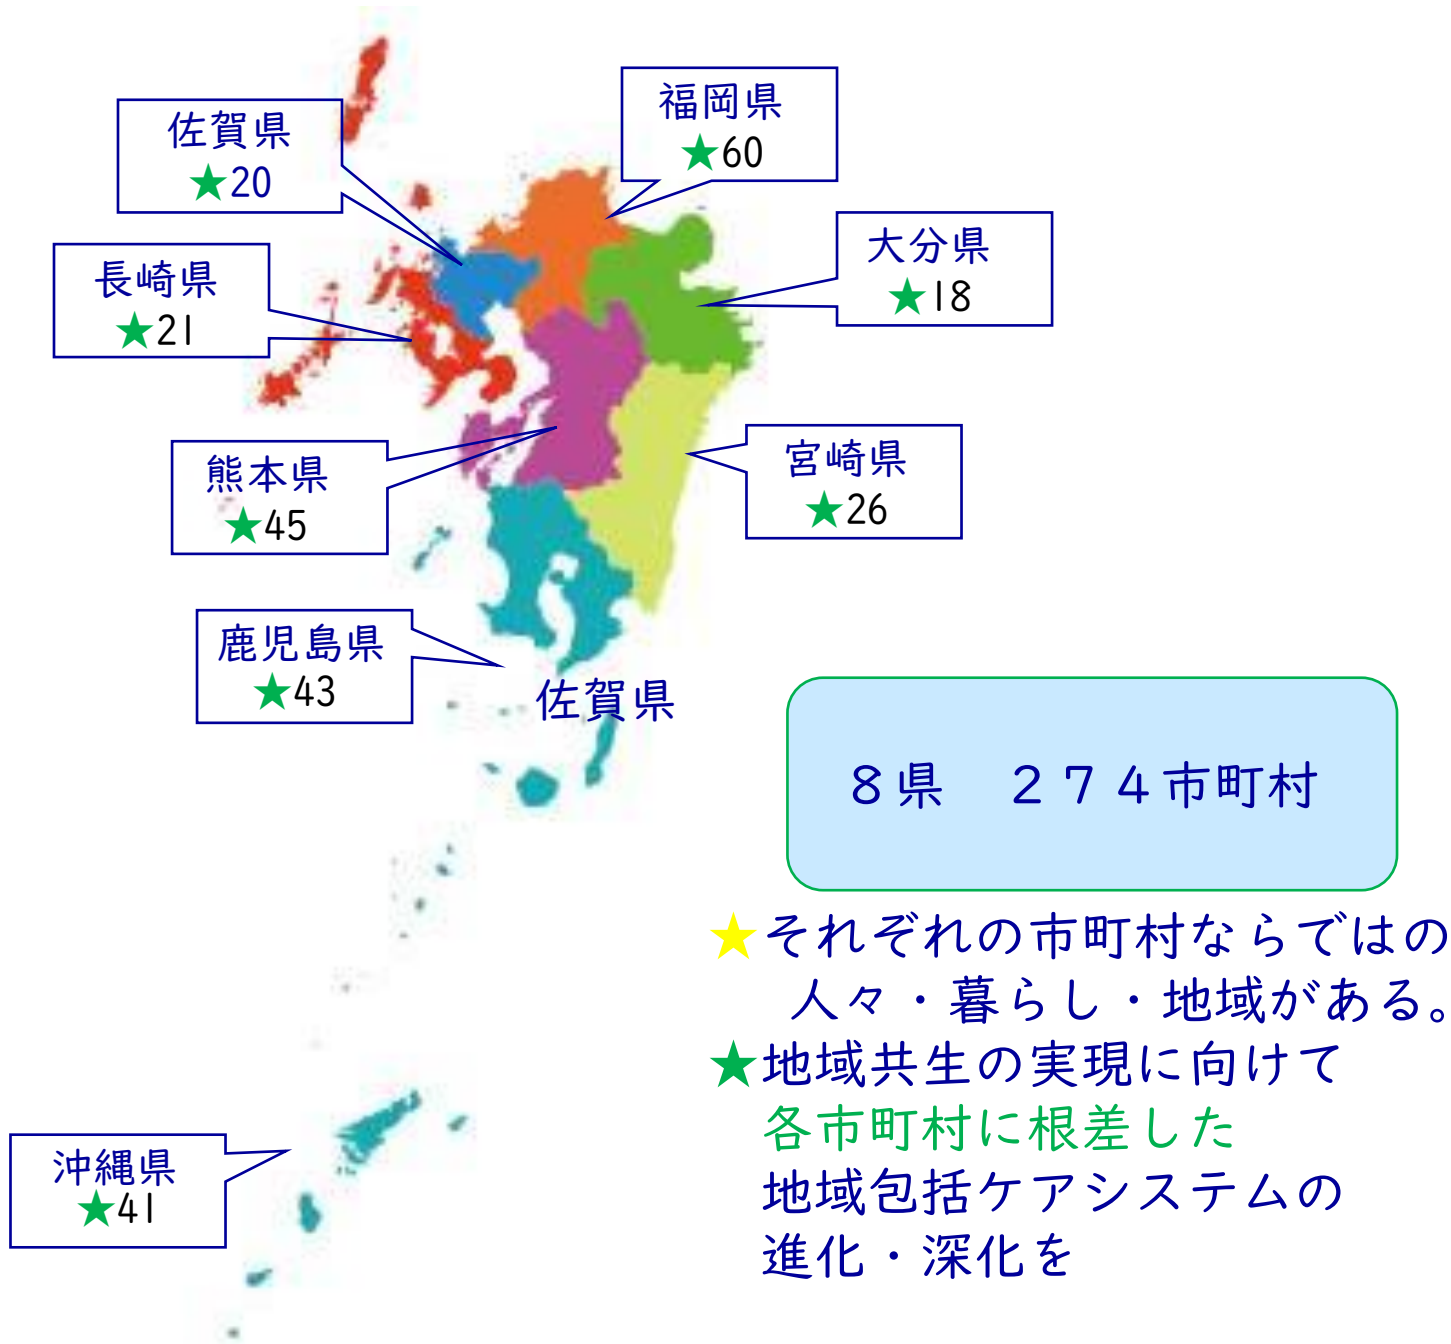 福岡県
★60
佐賀県
★20
大分県
★18
長崎県
★21
熊本県
★45
宮崎県
★26
鹿児島県
★43
佐賀県
８県　２７４市町村
★それぞれの市町村ならではの
人々・暮らし・地域がある。
★地域共生の実現に向けて
各市町村に根差した
地域包括ケアシステムの
進化・深化を
沖縄県
★41